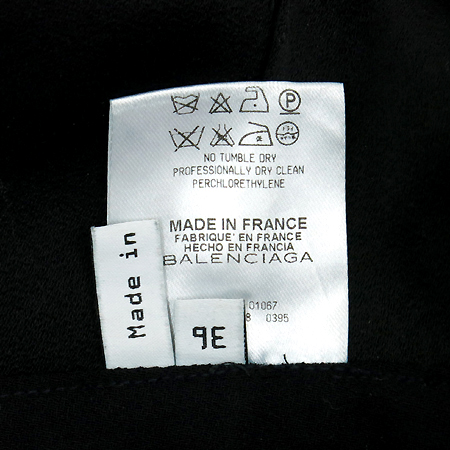 NO TUMBLE DRY
PROFESSIONALLY DRY CLEAN
PERCHLORETHYLENE
MADE IN FRANCE
FABRIQUE' EN FRANCE
HECHO EN FRANCIA
BALENCIAGA
01067
8 0395
Made in
36